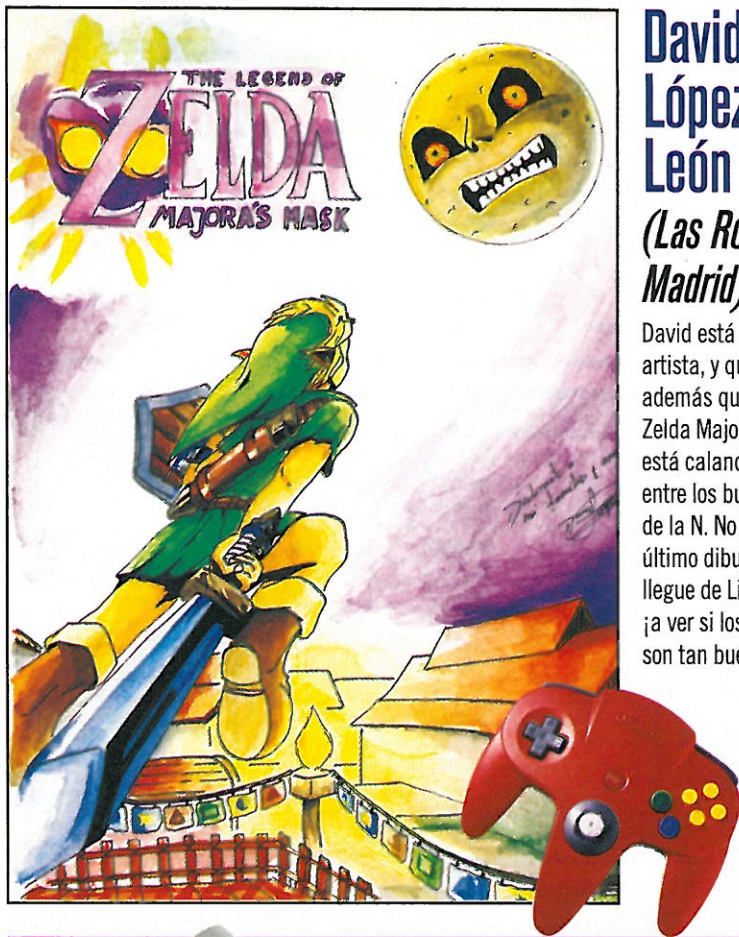 THE LEGEND OF
ZELDA
MAJORA'S MASK
David
López
León
(Las Ro
Madrid)
David está
artista, y qu
además qu
Zelda Majo
está calanc
entre los bu
de la N. No
último dibu
llegue de Li
¡a ver si los
son tan bue